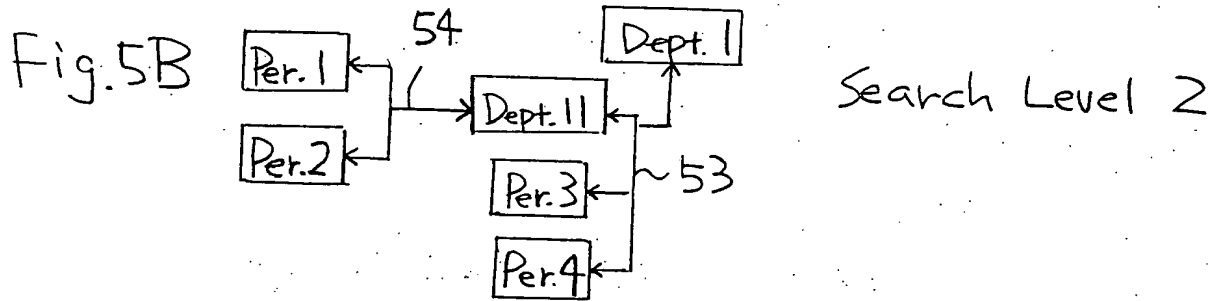 Fig.5B
54
Dept. 1
Per.1
Dept.11
Search Level 2
Per.2
Per.3
53
Per.4